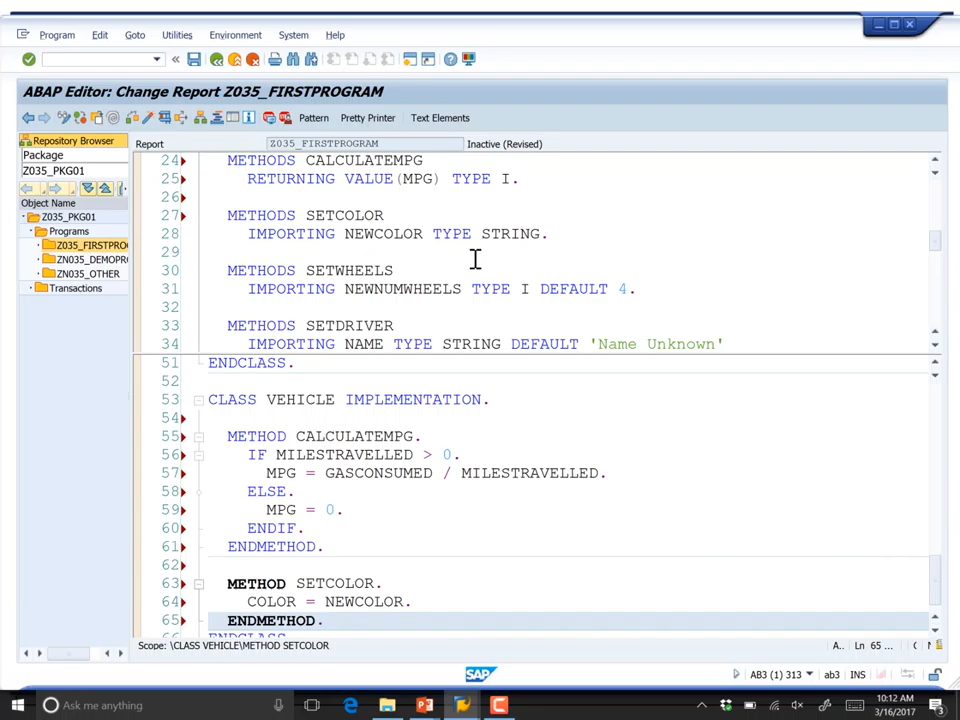 Program Edit Goto Utilities Environment System Help
ABAP Editor: Change Report Z035_FIRSTPROGRAM
Pattern Pretty Printer Text Elements
Repository Browser
Package
Z035_PKG01
Object Name
Z035_PKG01
Programs
Z035_FIRSTPRO
ZN035_DEMOPR
ZN035_OTHER
Transactions
Report Z035_FIRSTPROGRAM Inactive (Revised)
24 METHODS CALCULATEMPG
25 RETURNING VALUE(MPG) TYPE I.
26
27 METHODS SETCOLOR
28 IMPORTING NEWCOLOR TYPE STRING.
29
30 METHODS SETWHEELS
31 IMPORTING NEWNUMWHEELS TYPE I DEFAULT 4.
32
33 METHODS SETDRIVER
34 IMPORTING NAME TYPE STRING DEFAULT 'Name Unknown'
51 ENDCLASS.
52
53 CLASS VEHICLE IMPLEMENTATION.
54
55 METHOD CALCULATEMPG.
56 IF MILESTRAVELLED > 0.
57 MPG = GASCONSUMED / MILESTRAVELLED.
58 ELSE.
59 MPG = 0.
60 ENDIF.
61 ENDMETHOD.
62
63 METHOD SETCOLOR.
64 COLOR = NEWCOLOR.
65 ENDMETHOD.
66 ENDCLASS.
Scope: \CLASS VEHICLE\METHOD SETCOLOR A.. Ln 65 ...
SAP
AB3 (1) 313 ab3 INS
Ask me anything
10:12 AM
3/16/2017
3